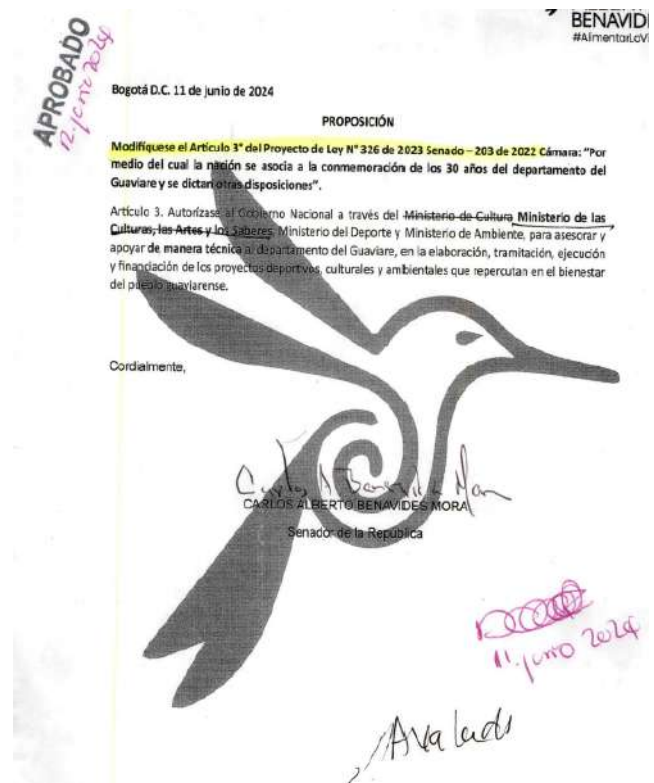 BENAVID
#AlimentarLaVi
APROBADO
12. junio 2024
Bogotá D.C. 11 de junio de 2024
PROPOSICIÓN
Modifíquese el Artículo 3° del Proyecto de Ley N° 326 de 2023 Senado – 203 de 2022 Cámara: "Por
medio del cual la nación se asocia a la conmemoración de los 30 años del departamento del
Guaviare y se dictan otras disposiciones".
Artículo 3. Autorízase al Gobierno Nacional a través del Ministerio de Cultura Ministerio de las
Culturas, las Artes y los Saberes, Ministerio del Deporte y Ministerio de Ambiente, para asesorar y
apoyar de manera técnica al departamento del Guaviare, en la elaboración, tramitación, ejecución
y financiación de los proyectos deportivos, culturales y ambientales que repercutan en el bienestar
del pueblo guaviarense.
Cordialmente,
Carlos A Benavides Mora
CARLOS ALBERTO BENAVIDES MORA
Senador de la República
11. junio 2024